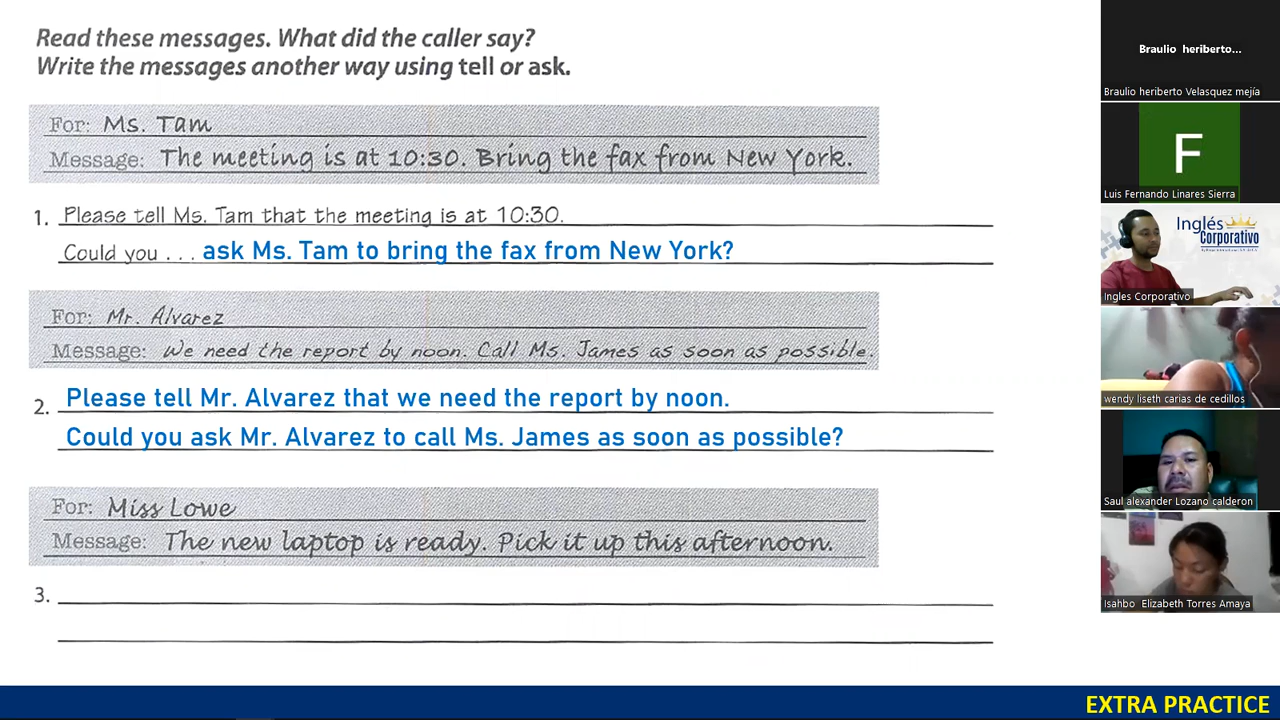 Read these messages. What did the caller say?
Write the messages another way using tell or ask.
For: Ms. Tam
Message: The meeting is at 10:30. Bring the fax from New York.
1. Please tell Ms. Tam that the meeting is at 10:30.
Could you . . . ask Ms. Tam to bring the fax from New York?
For: Mr. Alvarez
Message: We need the report by noon. Call Ms. James as soon as possible.
2. Please tell Mr. Alvarez that we need the report by noon.
Could you ask Mr. Alvarez to call Ms. James as soon as possible?
For: Miss Lowe
Message: The new laptop is ready. Pick it up this afternoon.
3.
EXTRA PRACTICE
Braulio heriberto...
Braulio heriberto Velasquez mejía
F
Luis Fernando Linares Sierra
Inglés
Corporativo
Ingles Corporativo
wendy liseth carias de cedillos
Saul alexander Lozano calderon
Isahbo Elizabeth Torres Amaya